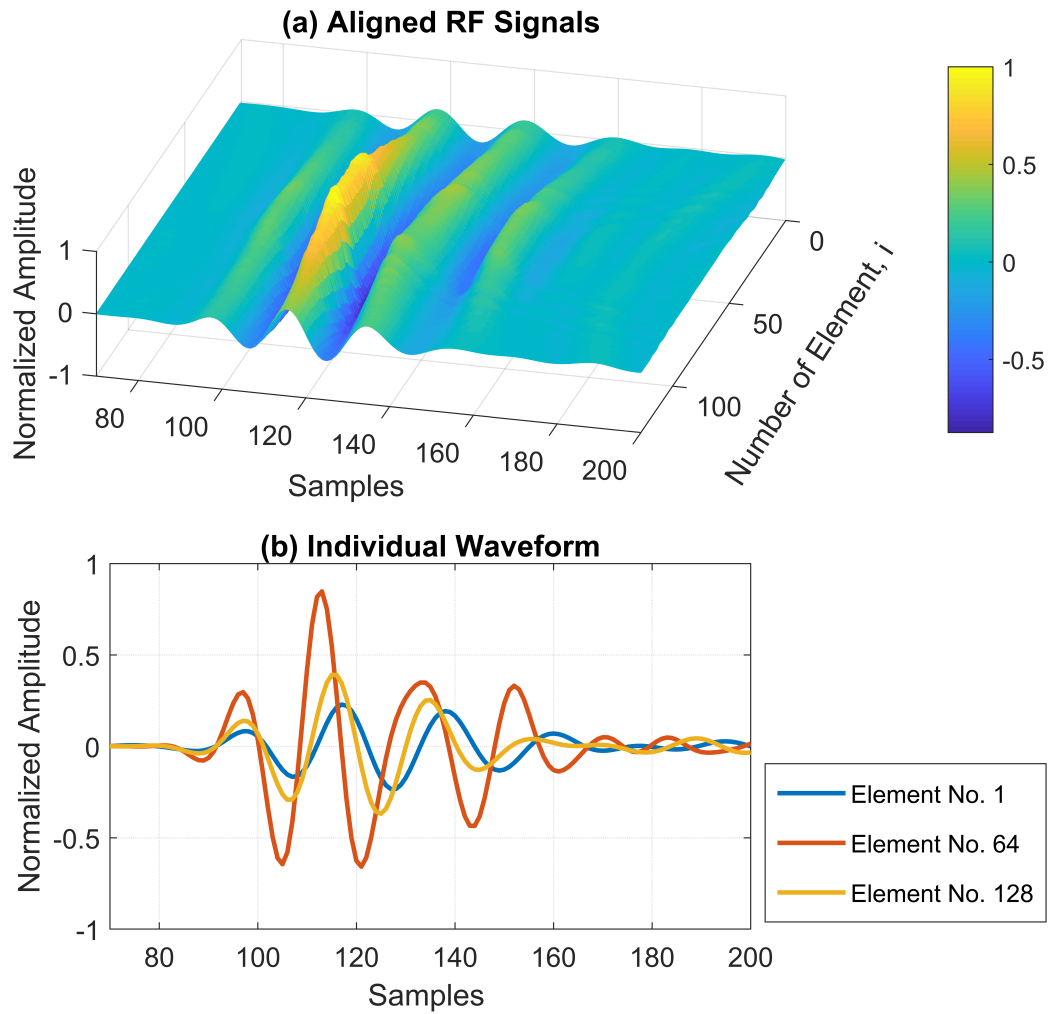 (a) Aligned RF Signals
Normalized Amplitude
1
0
-1
80
100
120
140
160
180
200
Samples
0
50
100
Number of Element, i
1
0.5
0
-0.5
(b) Individual Waveform
Normalized Amplitude
1
0.5
0
-0.5
-1
80
100
120
140
160
180
200
Samples
Element No. 1
Element No. 64
Element No. 128